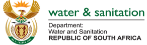 water & sanitation
Department:
Water and Sanitation
REPUBLIC OF SOUTH AFRICA